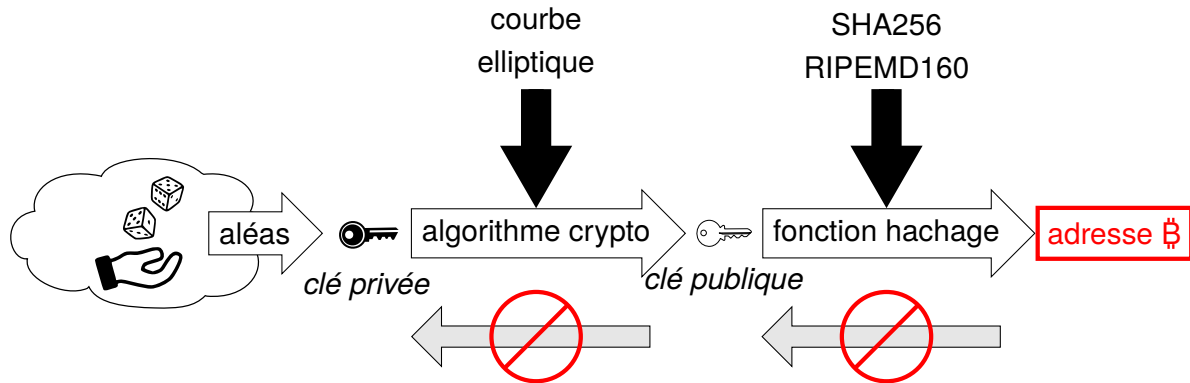 courbe
elliptique
SHA256
RIPEMD160
aléas
clé privée
algorithme crypto
clé publique
fonction hachage
adresse ₿